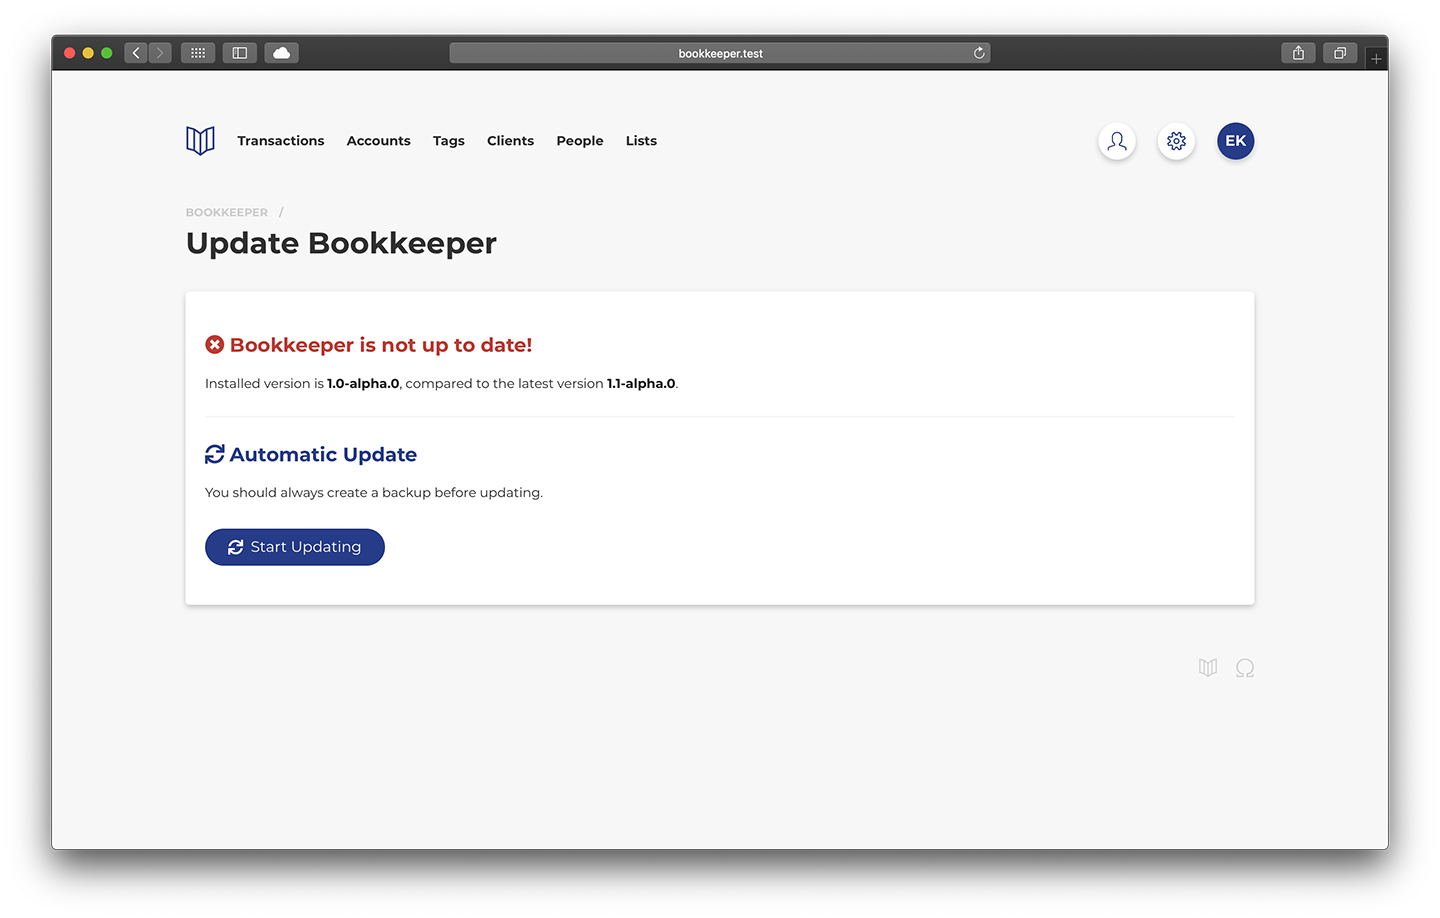 bookkeeper.test
Transactions Accounts Tags Clients People Lists
EK
BOOKKEEPER /
Update Bookkeeper
Bookkeeper is not up to date!
Installed version is 1.0-alpha.0, compared to the latest version 1.1-alpha.0.
Automatic Update
You should always create a backup before updating.
Start Updating